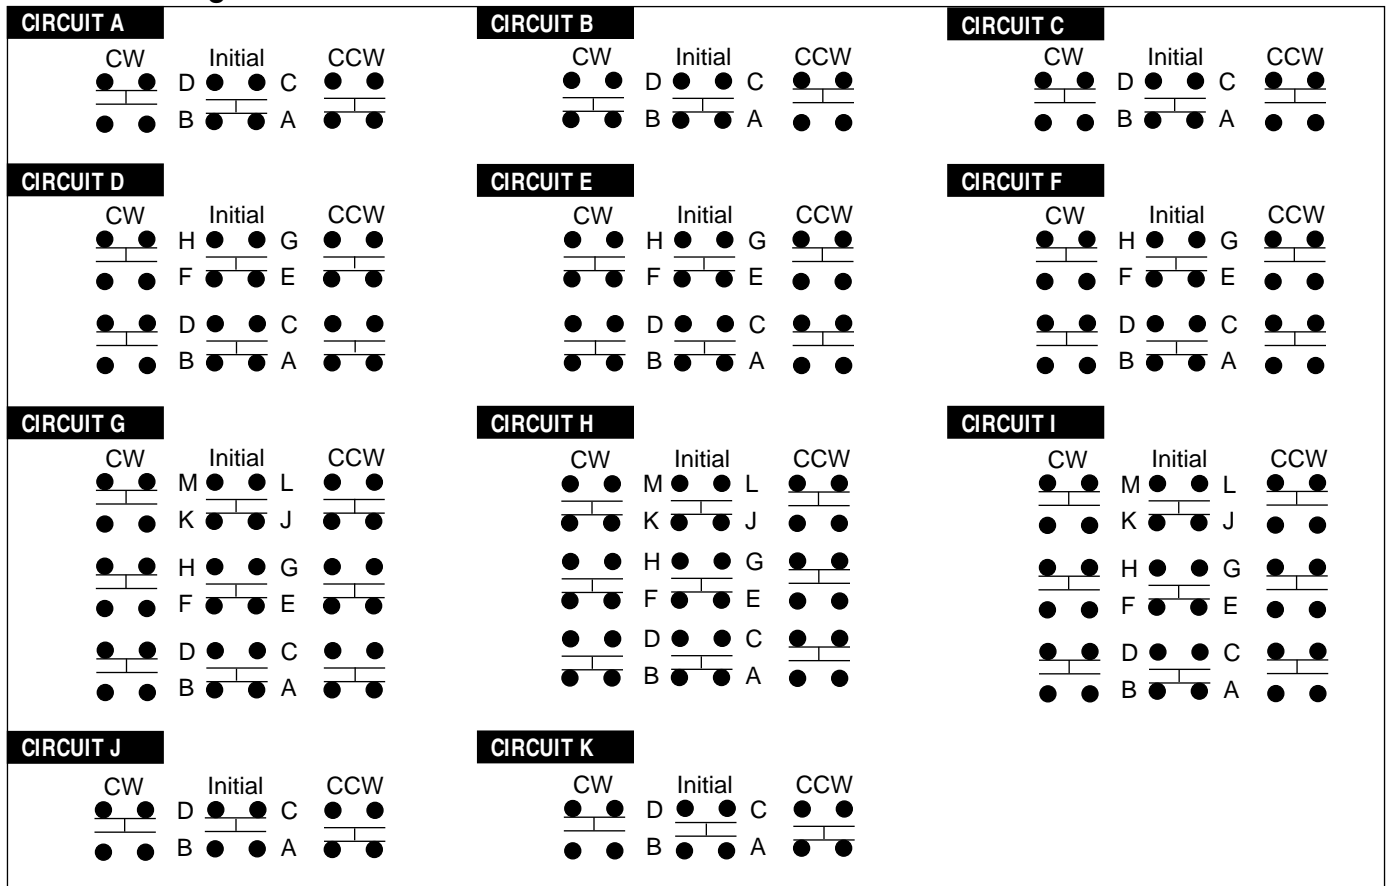 CIRCUIT A
CW Initial CCW
D C
B A
CIRCUIT B
CW Initial CCW
D C
B A
CIRCUIT C
CW Initial CCW
D C
B A
CIRCUIT D
CW Initial CCW
H G
F E
D C
B A
CIRCUIT E
CW Initial CCW
H G
F E
D C
B A
CIRCUIT F
CW Initial CCW
H G
F E
D C
B A
CIRCUIT G
CW Initial CCW
M L
K J
H G
F E
D C
B A
CIRCUIT H
CW Initial CCW
M L
K J
H G
F E
D C
B A
CIRCUIT I
CW Initial CCW
M L
K J
H G
F E
D C
B A
CIRCUIT J
CW Initial CCW
D C
B A
CIRCUIT K
CW Initial CCW
D C
B A